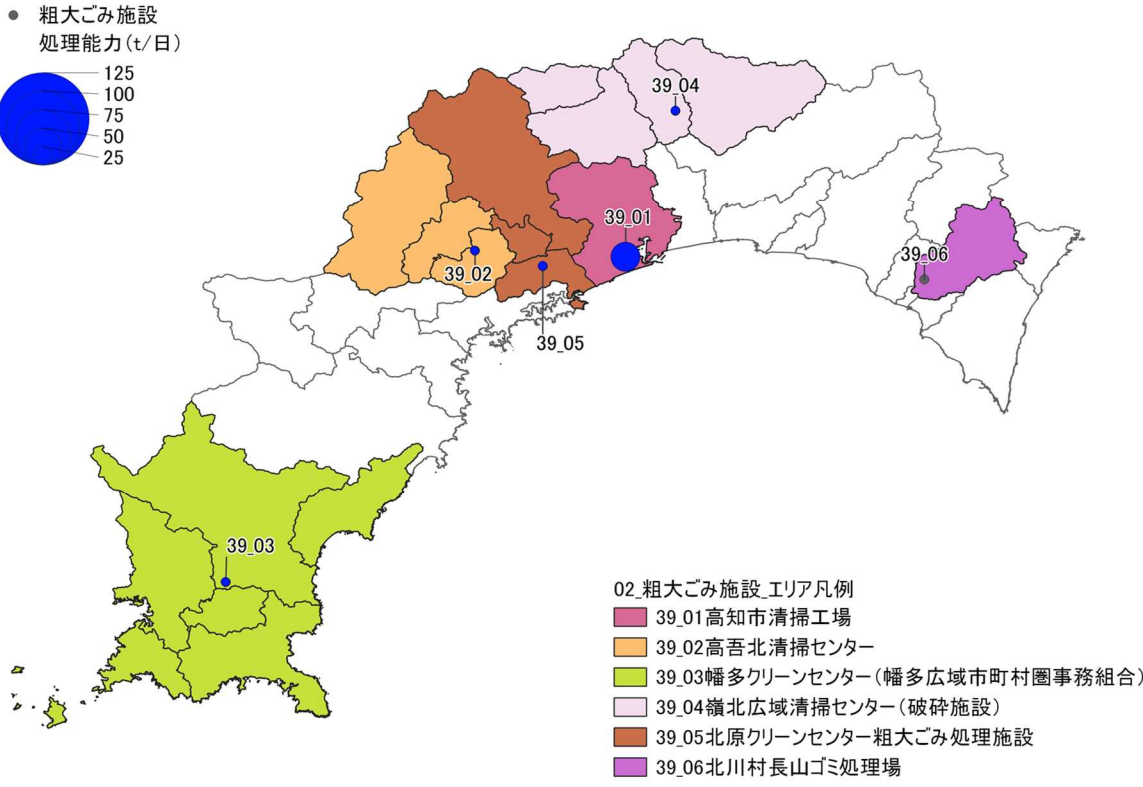 粗大ごみ施設
処理能力(t/日)
125
100
75
50
25
39_04
39_01
39_06
39_02
39_05
39_03
02_粗大ごみ施設_エリア凡例
39_01高知市清掃工場
39_02高吾北清掃センター
39_03幡多クリーンセンター(幡多広域市町村圏事務組合)
39_04嶺北広域清掃センター(破砕施設)
39_05北原クリーンセンター粗大ごみ処理施設
39_06北川村長山ゴミ処理場